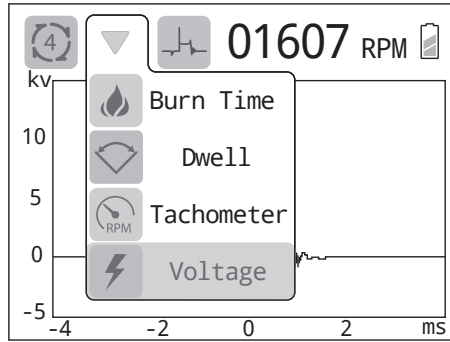 4
01607 RPM
kv
Burn Time
10
Dwell
5
RPM
Tachometer
0
Voltage
-5
-4 -2 0 2 ms